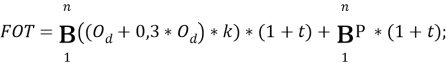 n n
FOT = B((O_d + 0,3 * O_d) * k) * (1 + t) + B P * (1 + t);
1 1